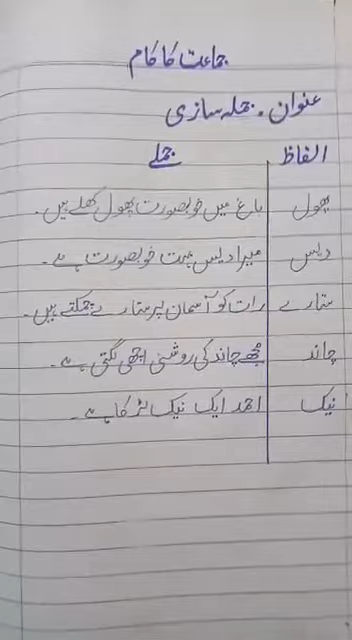 جماعت کا کام
عنوان۔ جملہ سازی
الفاظ جملے
پھول باغ میں خوبصورت پھول کھلے ہیں۔
دیس میرا دیس بہت خوبصورت ہے۔
ستارے رات کو آسمان پر ستارے چمکتے ہیں۔
چاند مجھے چاند کی روشنی اچھی لگتی ہے۔
نیک احمد ایک نیک لڑکا ہے۔